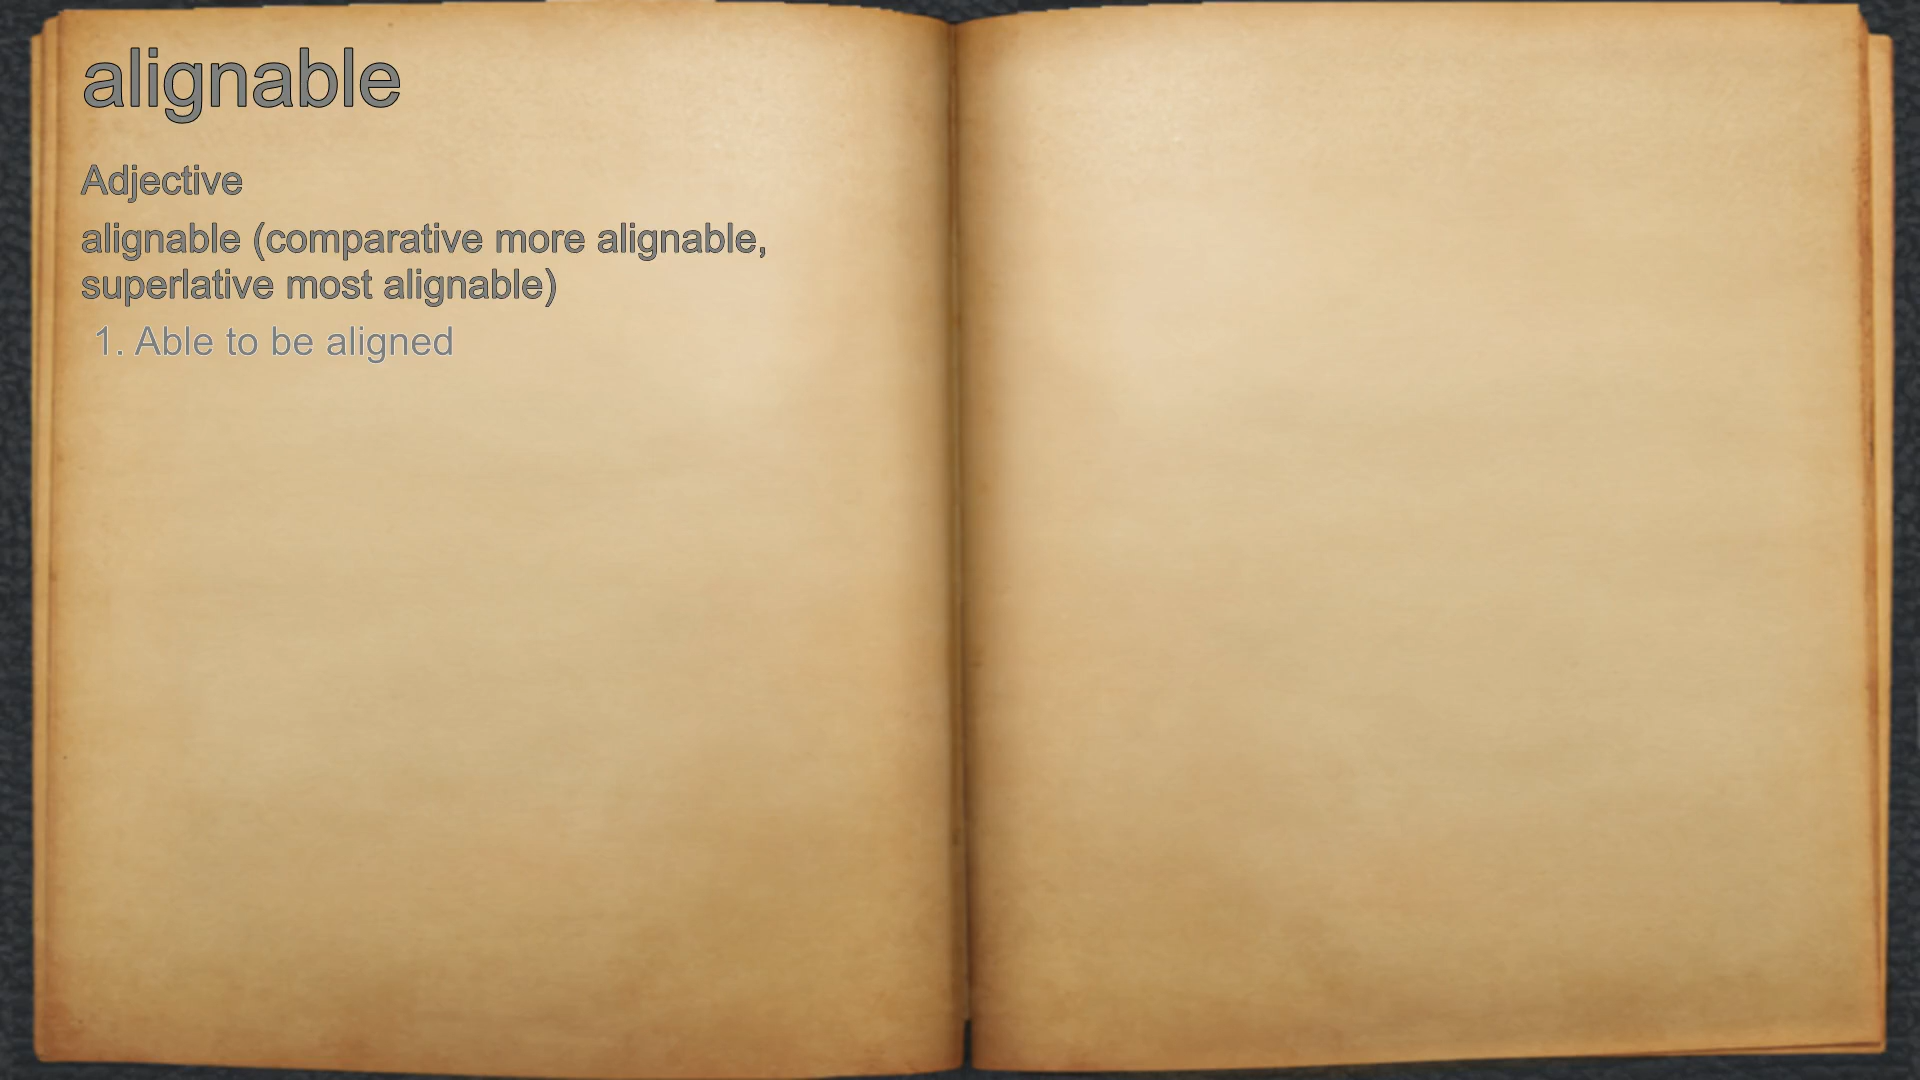 alignable
Adjective
alignable (comparative more alignable,
superlative most alignable)
1. Able to be aligned